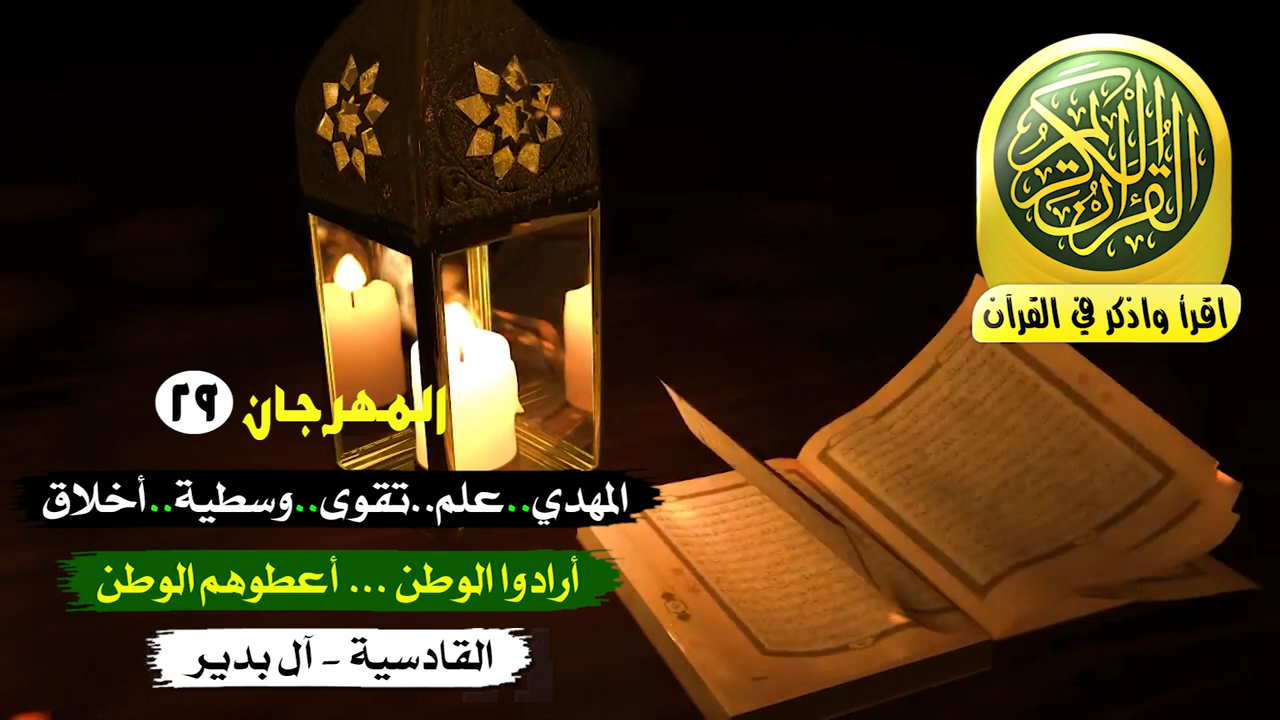 القرآن الكريم
اقرأ واذكر في القرآن
المهرجان ٢٩
المهدي..علم..تقوى..وسطية..أخلاق
أرادوا الوطن ... أعطوهم الوطن
القادسية - آل بدير